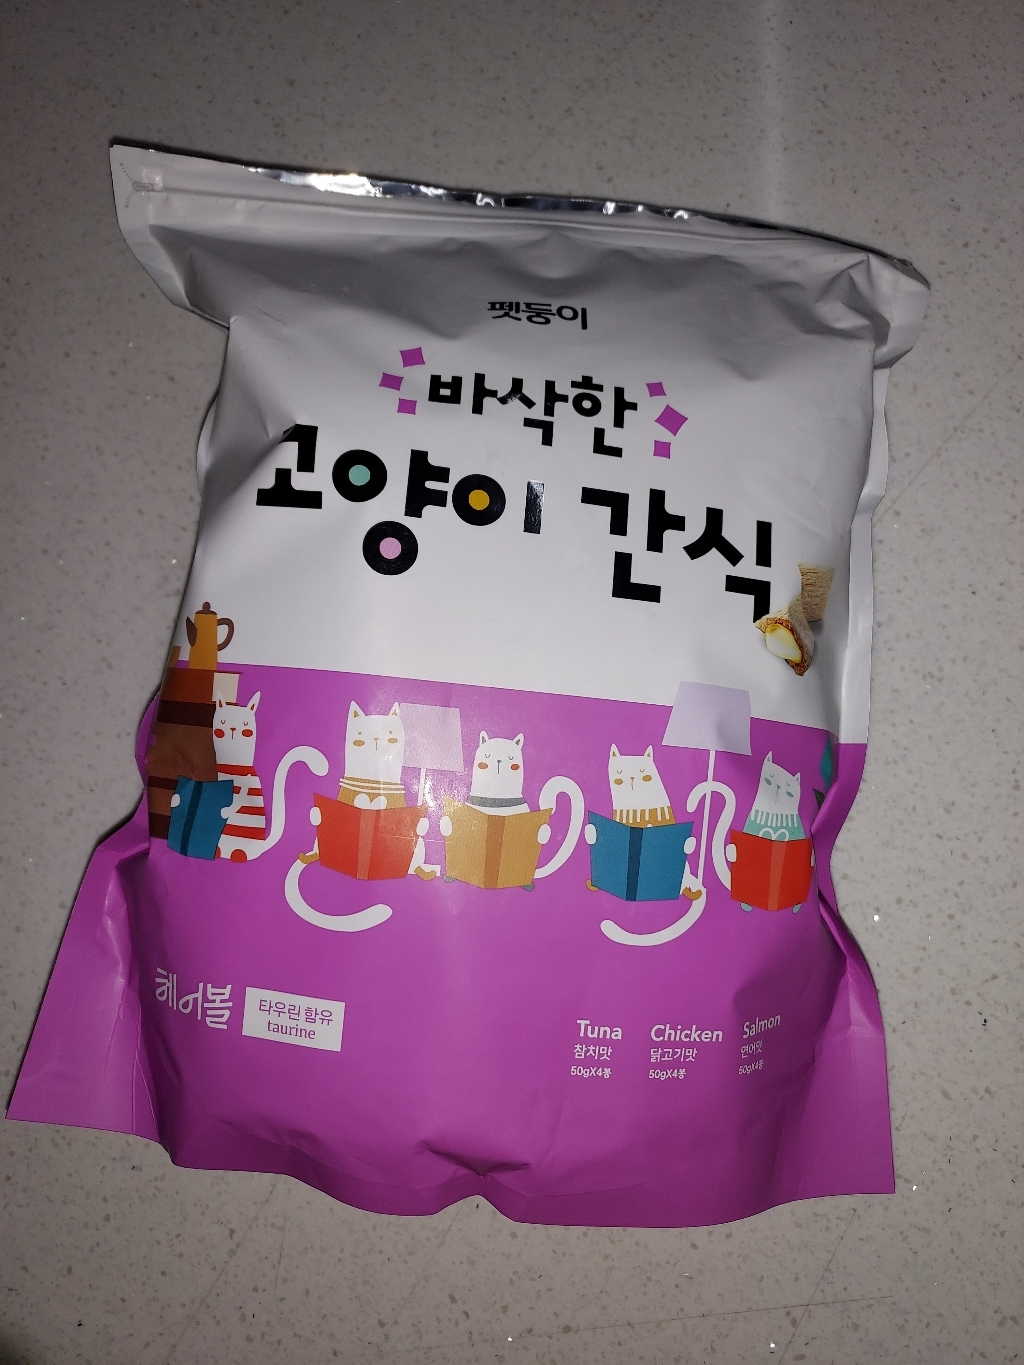 펫둥이
바삭한
고양이 간식
헤어볼
타우린 함유
taurine
Tuna
참치맛
50gX4봉
Chicken
닭고기맛
50gX4봉
Salmon
연어맛
50gX4봉